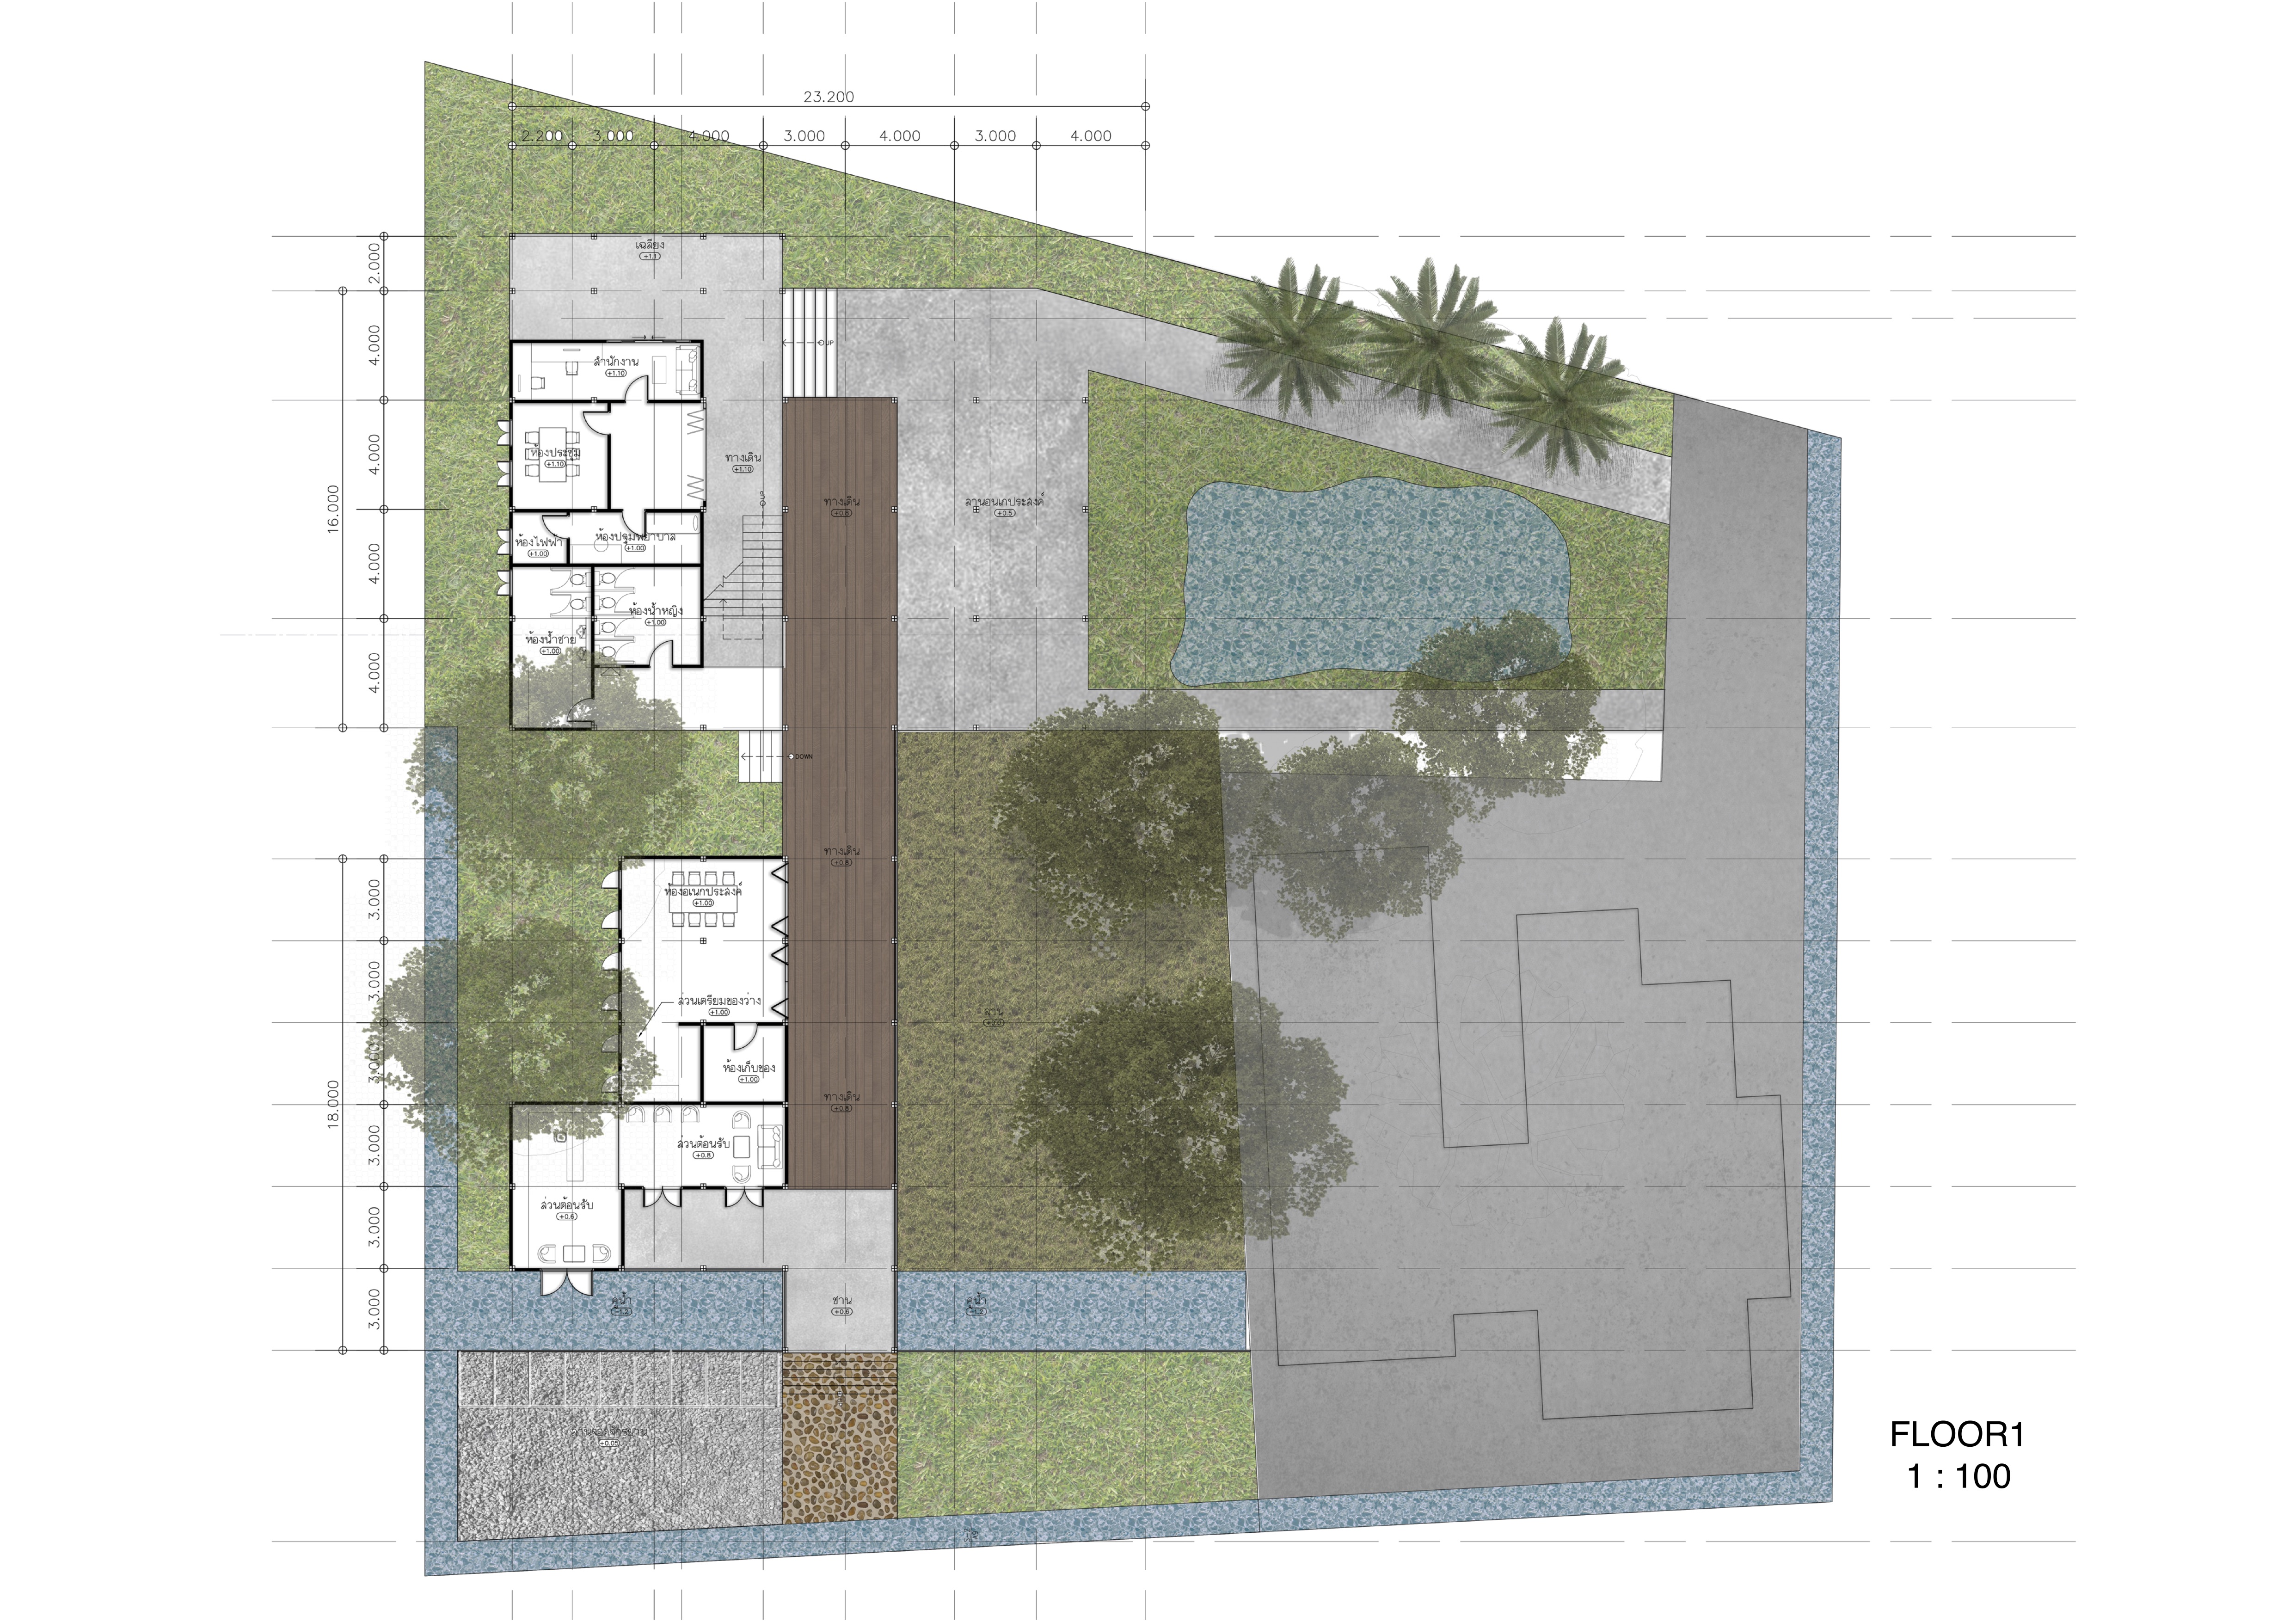 23.200
2.200 3.000 4.000 3.000 4.000 3.000 4.000
2.000
เฉลียง
+1.1
UP
4.000
สำนักงาน
+1.10
4.000
ห้องประชุม
+1.10
ทางเดิน
+1.10
16.000
UP
ทางเดิน
+0.8
ลานอนเกประสงค์
+0.5
4.000
ห้องไฟฟ้า
+1.00
ห้องปฐมพยาบาล
+1.00
ห้องน้ำหญิง
+1.00
ห้องน้ำชาย
+1.00
4.000
DOWN
ทางเดิน
+0.8
3.000
ห้องอเนกประสงค์
+1.00
3.000
ส่วนเตรียมของว่าง
+1.00
ลาน
3.000
ห้องเก็บของ
+1.00
18.000
ทางเดิน
+0.8
3.000
ส่วนต้อนรับ
+0.8
3.000
ส่วนต้อนรับ
+0.6
3.000
คูน้ำ
ชาน
+0.6
คูน้ำ
FLOOR1
1 : 100